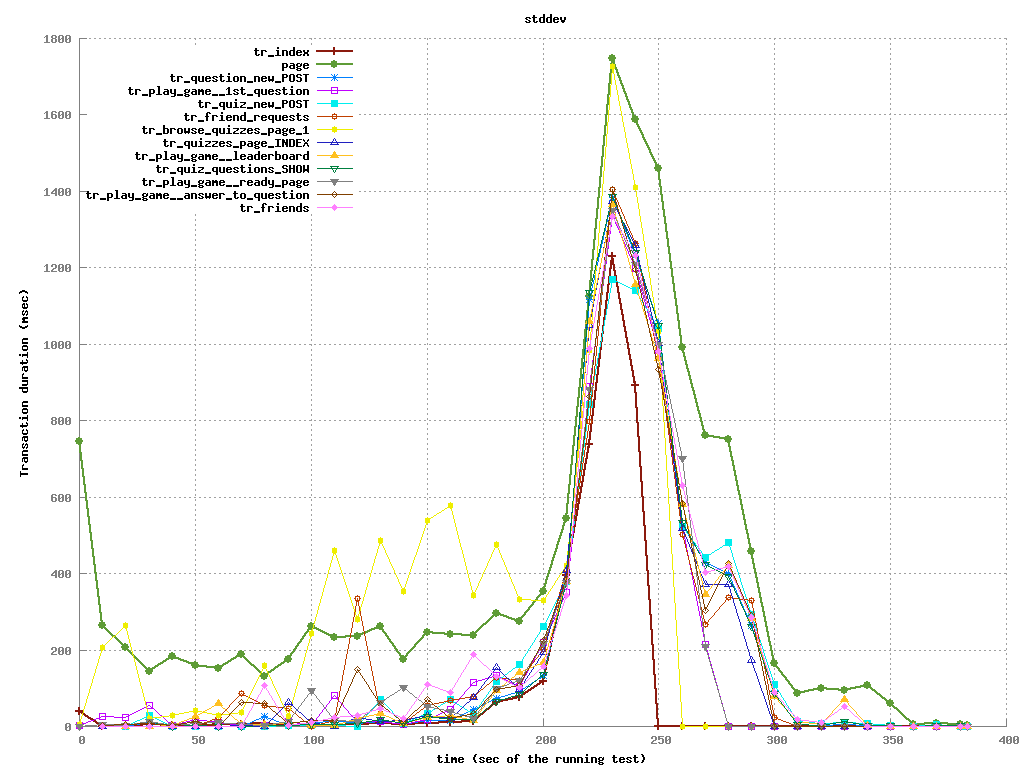 stddev
1800
1600
1400
1200
1000
800
600
400
200
0
Transaction duration (msec)
tr_index
page
tr_question_new_POST
tr_play_game__1st_question
tr_quiz_new_POST
tr_friend_requests
tr_browse_quizzes_page_1
tr_quizzes_page_INDEX
tr_play_game__leaderboard
tr_quiz_questions_SHOW
tr_play_game__ready_page
tr_play_game__answer_to_question
tr_friends
0 50 100 150 200 250 300 350 400
time (sec of the running test)